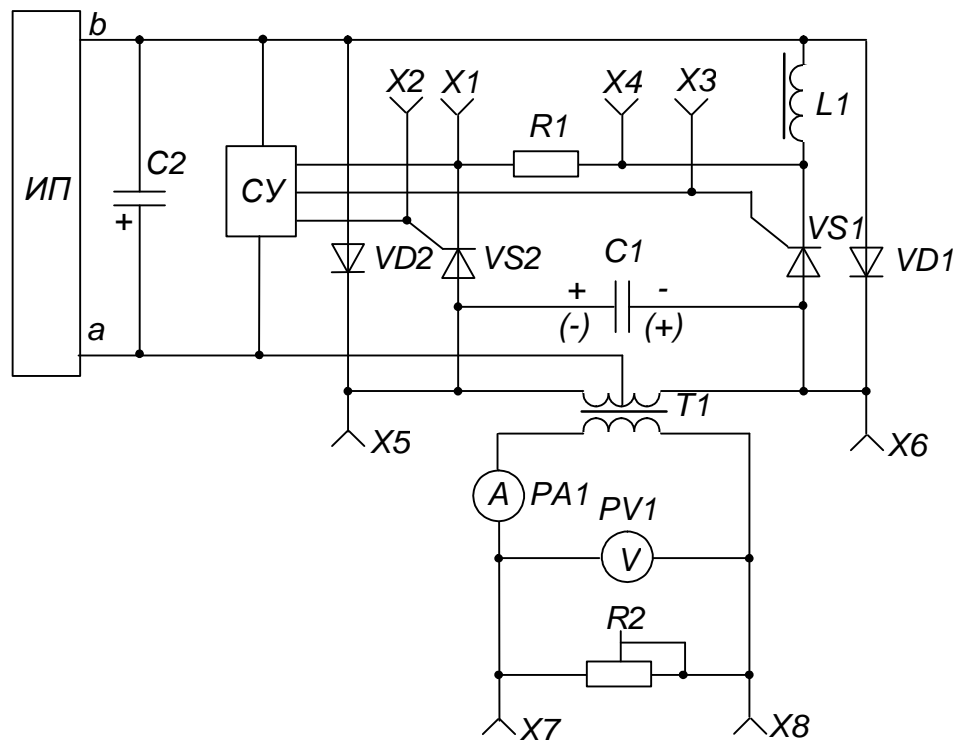 b
X2 X1 X4 X3
R1 L1
C2
ИП СУ
+
VS1
VD2 VS2 C1 VD1
+ -
(-) (+)
a
T1
X5 X6
A PA1
PV1
V
R2
X7 X8